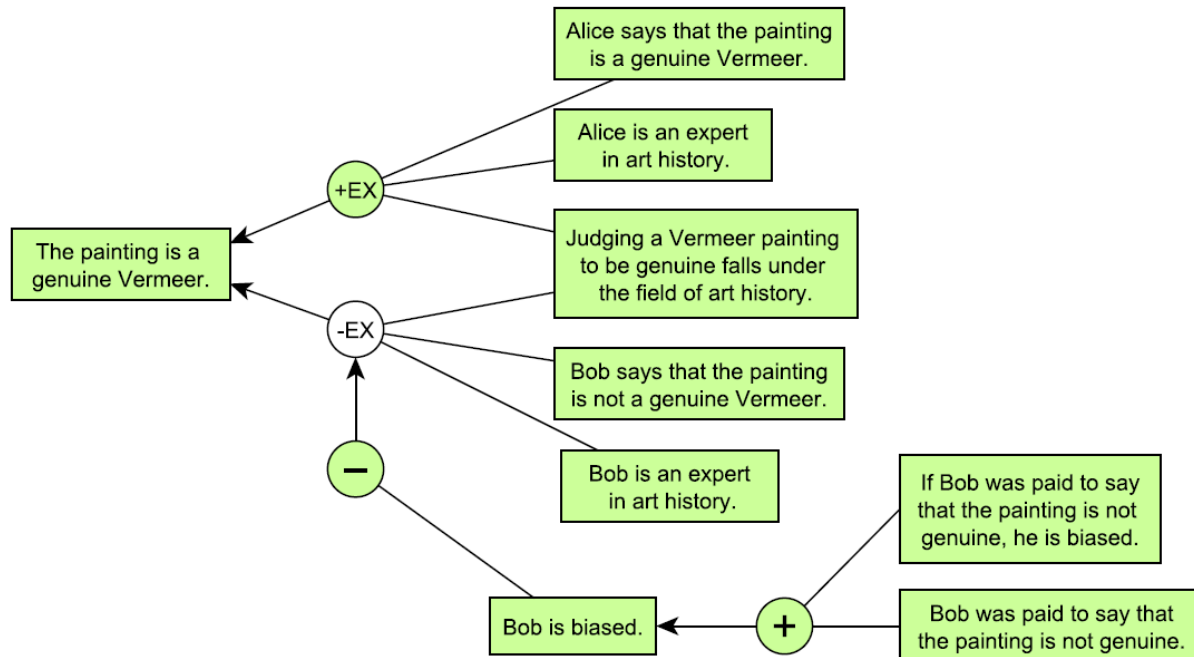 Alice says that the painting
is a genuine Vermeer.
Alice is an expert
in art history.
+EX
Judging a Vermeer painting
to be genuine falls under
the field of art history.
The painting is a
genuine Vermeer.
-EX
Bob says that the painting
is not a genuine Vermeer.
−
Bob is an expert
in art history.
If Bob was paid to say
that the painting is not
genuine, he is biased.
Bob is biased.
+
Bob was paid to say that
the painting is not genuine.